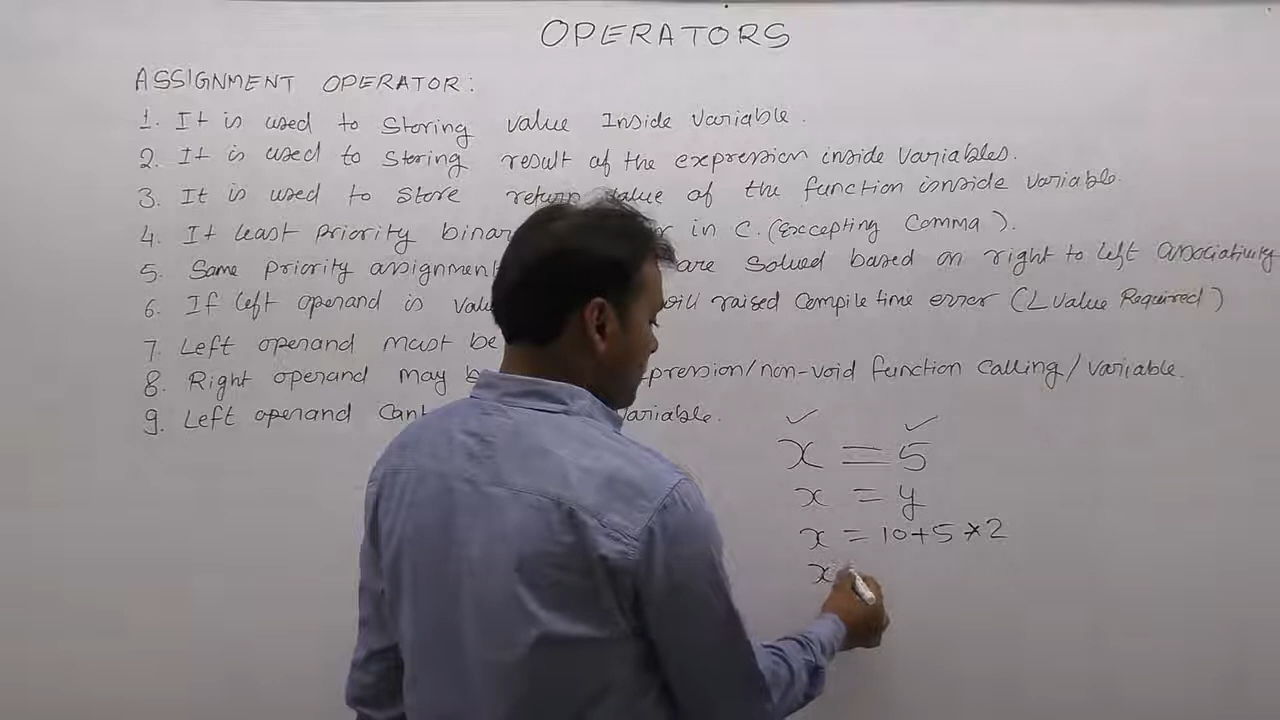 OPERATORS
ASSIGNMENT OPERATOR:
1. It is used to Storing value Inside Variable.
2. It is used to Storing result of the expression inside Variables.
3. It is used to Store return value of the function inside variable.
4. It least priority binar in C. (Excepting Comma).
5. Same priority assignment are Solved based on right to left associativity
6. If left operand is valu will raised Compile time error (L value Required)
7. Left operand must be
8. Right operand may pression/non-void function Calling/Variable.
9. Left operand Cant variable.
x = 5
x = y
x = 10+5*2
x